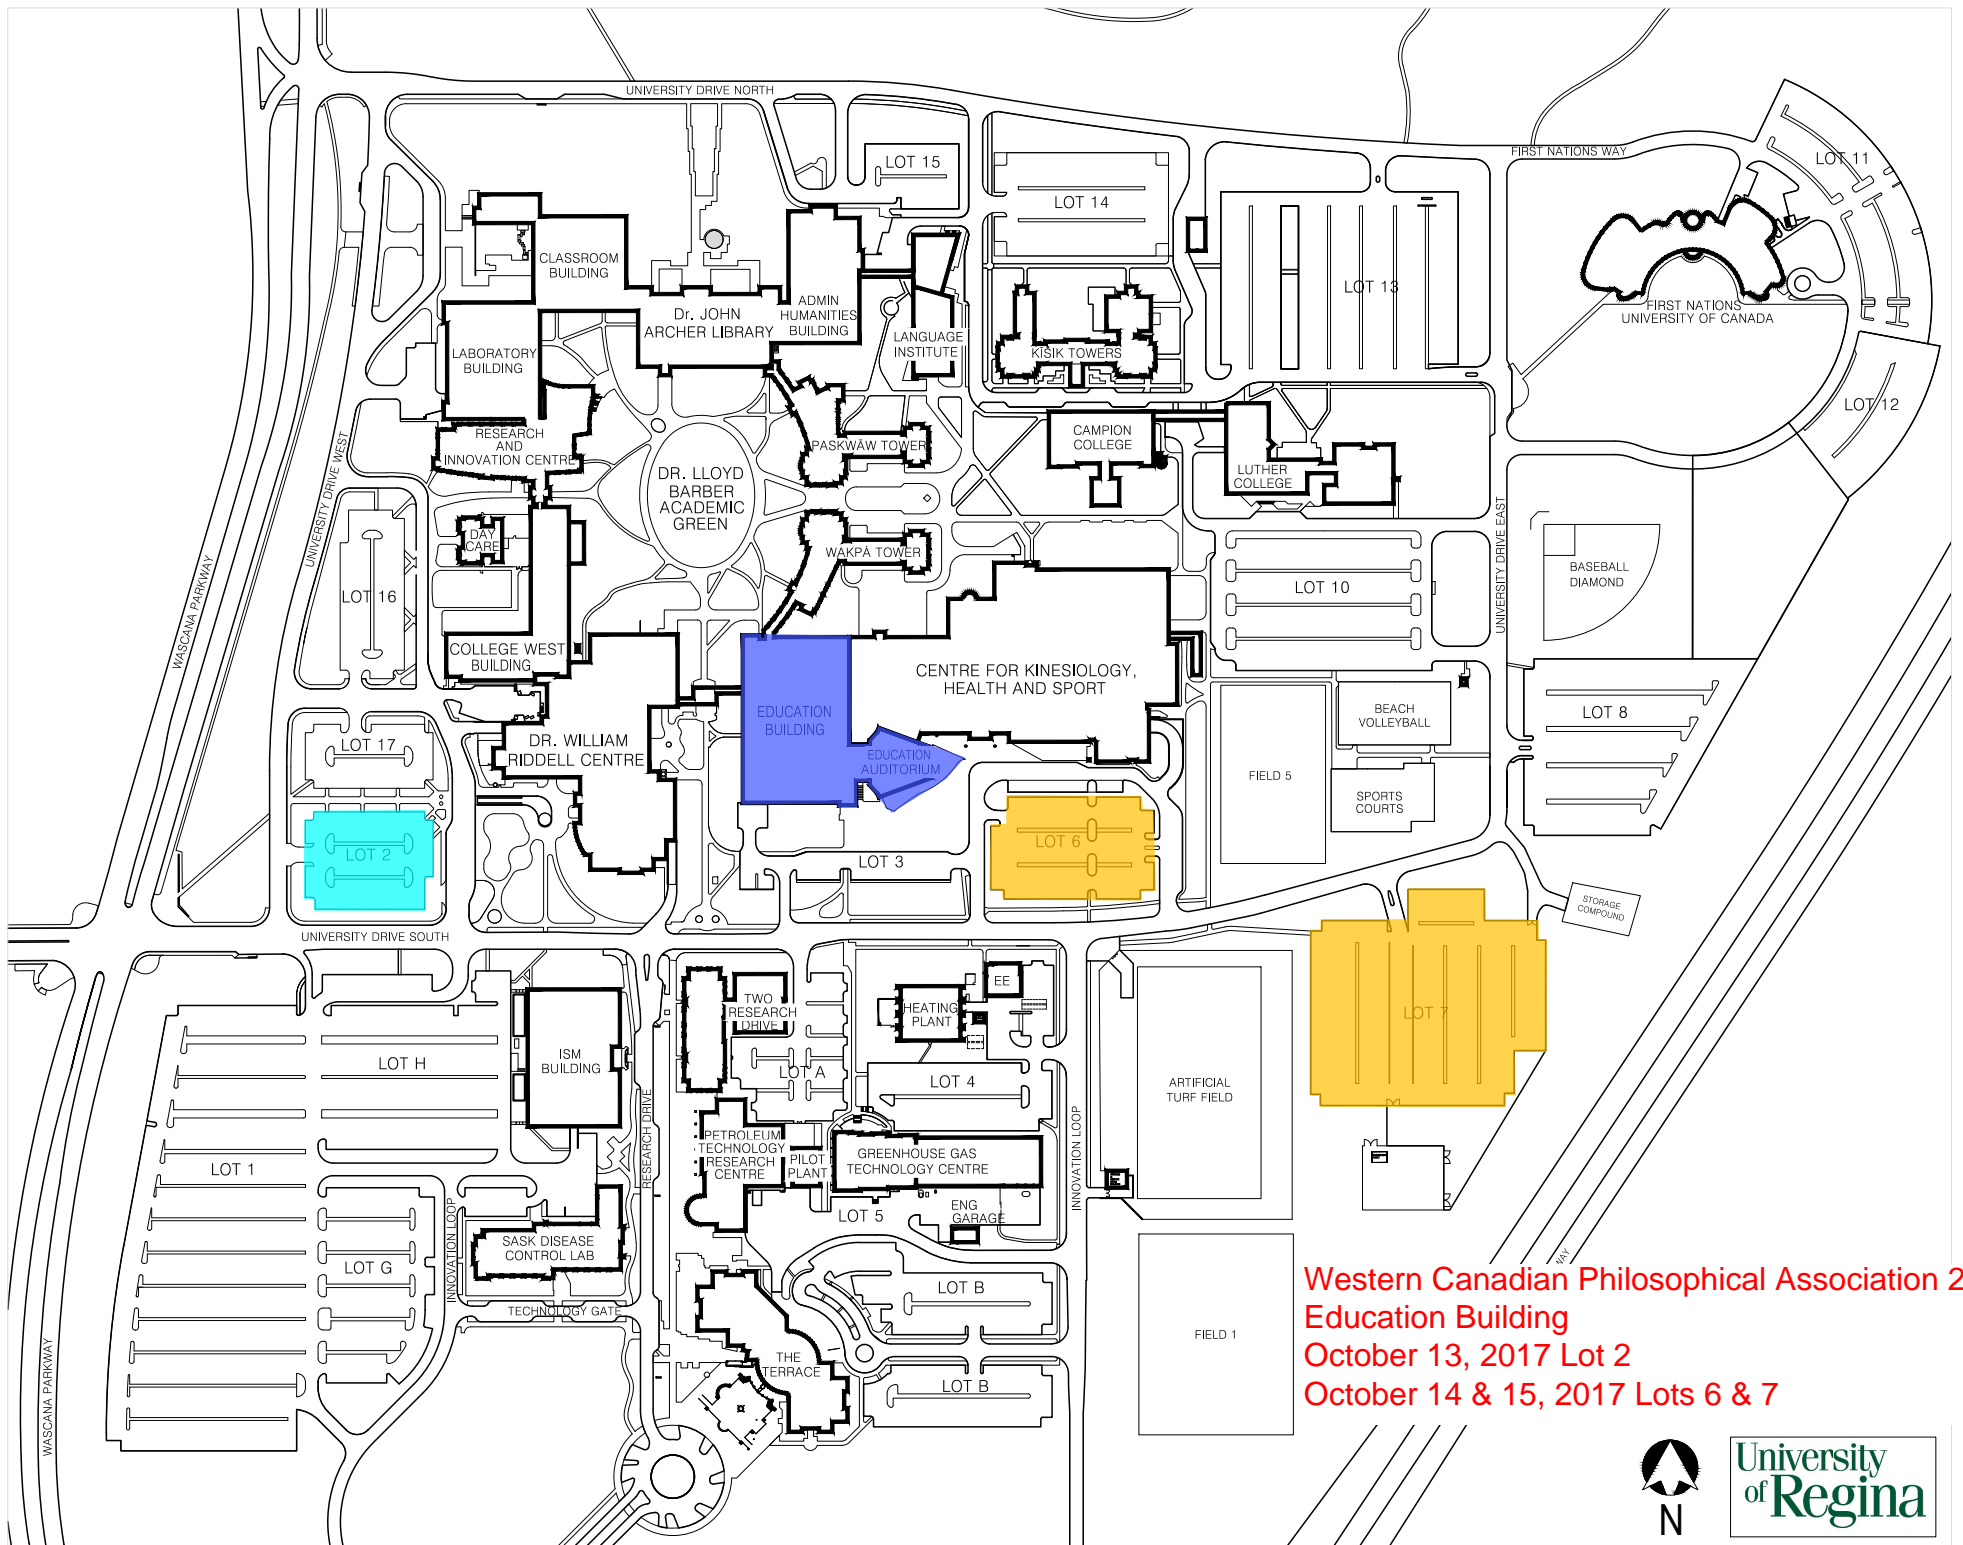 UNIVERSITY DRIVE NORTH
FIRST NATIONS WAY
LOT 11
LOT 15
LOT 14
CLASSROOM
BUILDING
LOT 13
Dr. JOHN
ARCHER LIBRARY
ADMIN
HUMANITIES
BUILDING
FIRST NATIONS
UNIVERSITY OF CANADA
LANGUAGE
INSTITUTE
KĪSIK TOWERS
LABORATORY
BUILDING
LOT 12
RESEARCH
AND
INNOVATION CENTRE
PASKWĀW TOWER
CAMPION
COLLEGE
LUTHER
COLLEGE
DR. LLOYD
BARBER
ACADEMIC
GREEN
UNIVERSITY DRIVE WEST
UNIVERSITY DRIVE EAST
WASCANA PARKWAY
DAY
CARE
WAKPĀ TOWER
BASEBALL
DIAMOND
LOT 16
LOT 10
COLLEGE WEST
BUILDING
CENTRE FOR KINESIOLOGY,
HEALTH AND SPORT
EDUCATION
BUILDING
BEACH
VOLLEYBALL
LOT 8
LOT 17
DR. WILLIAM
RIDDELL CENTRE
EDUCATION
AUDITORIUM
FIELD 5
SPORTS
COURTS
LOT 2
LOT 3
LOT 6
STORAGE
COMPOUND
UNIVERSITY DRIVE SOUTH
TWO
RESEARCH
DRIVE
HEATING
PLANT
EE
LOT 7
LOT H
ISM
BUILDING
LOT A
LOT 4
ARTIFICIAL
TURF FIELD
RESEARCH DRIVE
INNOVATION LOOP
PETROLEUM
TECHNOLOGY
RESEARCH
CENTRE
PILOT
PLANT
GREENHOUSE GAS
TECHNOLOGY CENTRE
LOT 1
LOT 5
ENG
GARAGE
INNOVATION LOOP
SASK DISEASE
CONTROL LAB
LOT G
TECHNOLOGY GATE
LOT B
WAY
FIELD 1
THE
TERRACE
LOT B
WASCANA PARKWAY
Western Canadian Philosophical Association 2
Education Building
October 13, 2017 Lot 2
October 14 & 15, 2017 Lots 6 & 7
N
University
of Regina